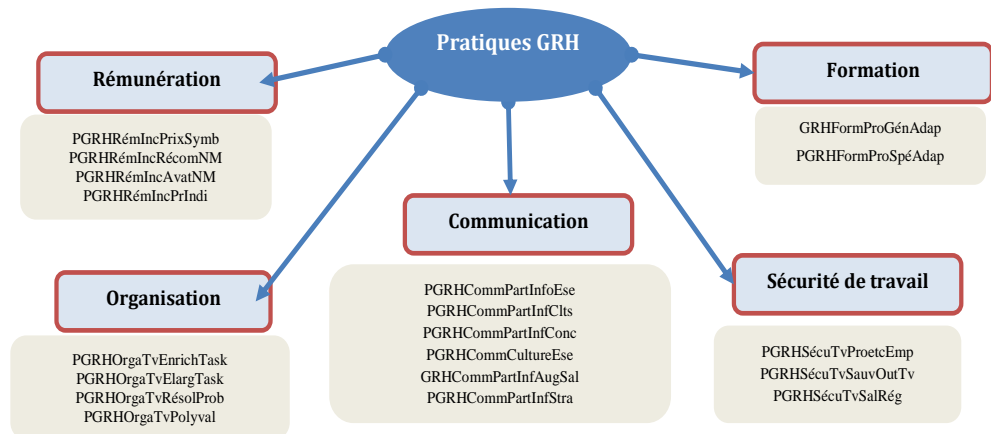 Pratiques GRH
Rémunération
PGRHRémIncPrixSymb
PGRHRémIncRécomNM
PGRHRémIncAvatNM
PGRHRémIncPrIndi
Formation
GRHFormProGénAdap
PGRHFormProSpéAdap
Communication
PGRHCommPartInfoEse
PGRHCommPartInfClts
PGRHCommPartInfConc
PGRHCommCultureEse
GRHCommPartInfAugSal
PGRHCommPartInfStra
Organisation
PGRHOrgaTvEnrichTask
PGRHOrgaTvElargTask
PGRHOrgaTvRésolProb
PGRHOrgaTvPolyval
Sécurité de travail
PGRHSécuTvProetcEmp
PGRHSécuTvSauvOutTv
PGRHSécuTvSalRég